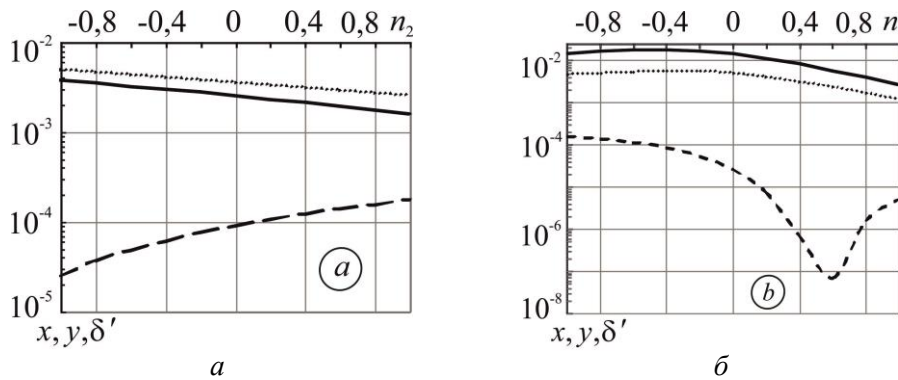 -0,8 -0,4 0 0,4 0,8 n₂
10⁻²
10⁻³
10⁻⁴
10⁻⁵
a
x, y, δ′
а
-0,8 -0,4 0 0,4 0,8 n
10⁻²
10⁻⁴
10⁻⁶
10⁻⁸
b
x, y, δ′
б